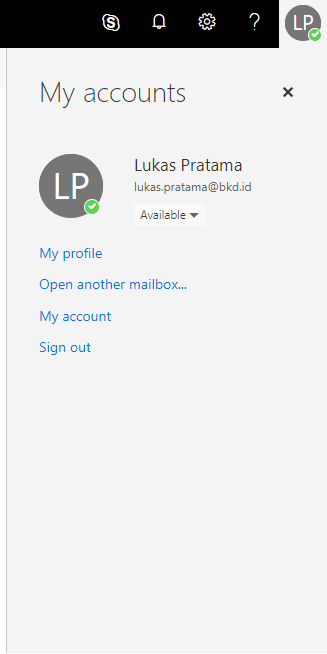 LP
My accounts
LP
Lukas Pratama
lukas.pratama@bkd.id
Available
My profile
Open another mailbox...
My account
Sign out